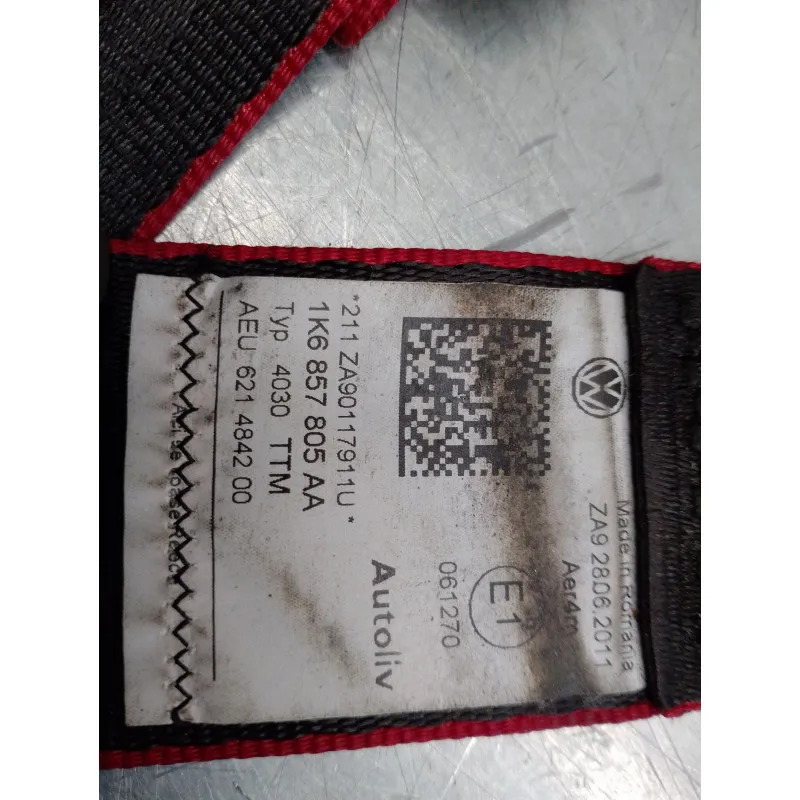 Made in Romania
ZA9 28.06.2011
Aer4m
E1
061270
Autoliv
*211 ZA90117911U*
1K6 857 805 AA
Typ 4030 TTM
AEU 621 4842 00